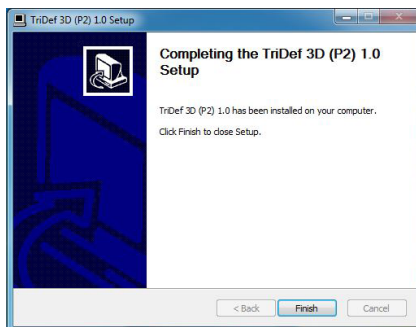 TriDef 3D (P2) 1.0 Setup
Completing the TriDef 3D (P2) 1.0
Setup
TriDef 3D (P2) 1.0 has been installed on your computer.
Click Finish to close Setup.
< Back
Finish
Cancel